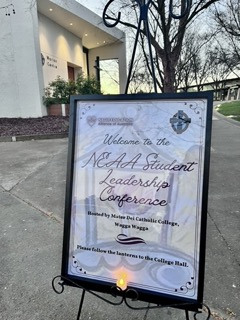 Welcome to the
NEAA Student
Leadership
Conference
Hosted by Mater Dei Catholic College,
Wagga Wagga
Please follow the lanterns to the College Hall.